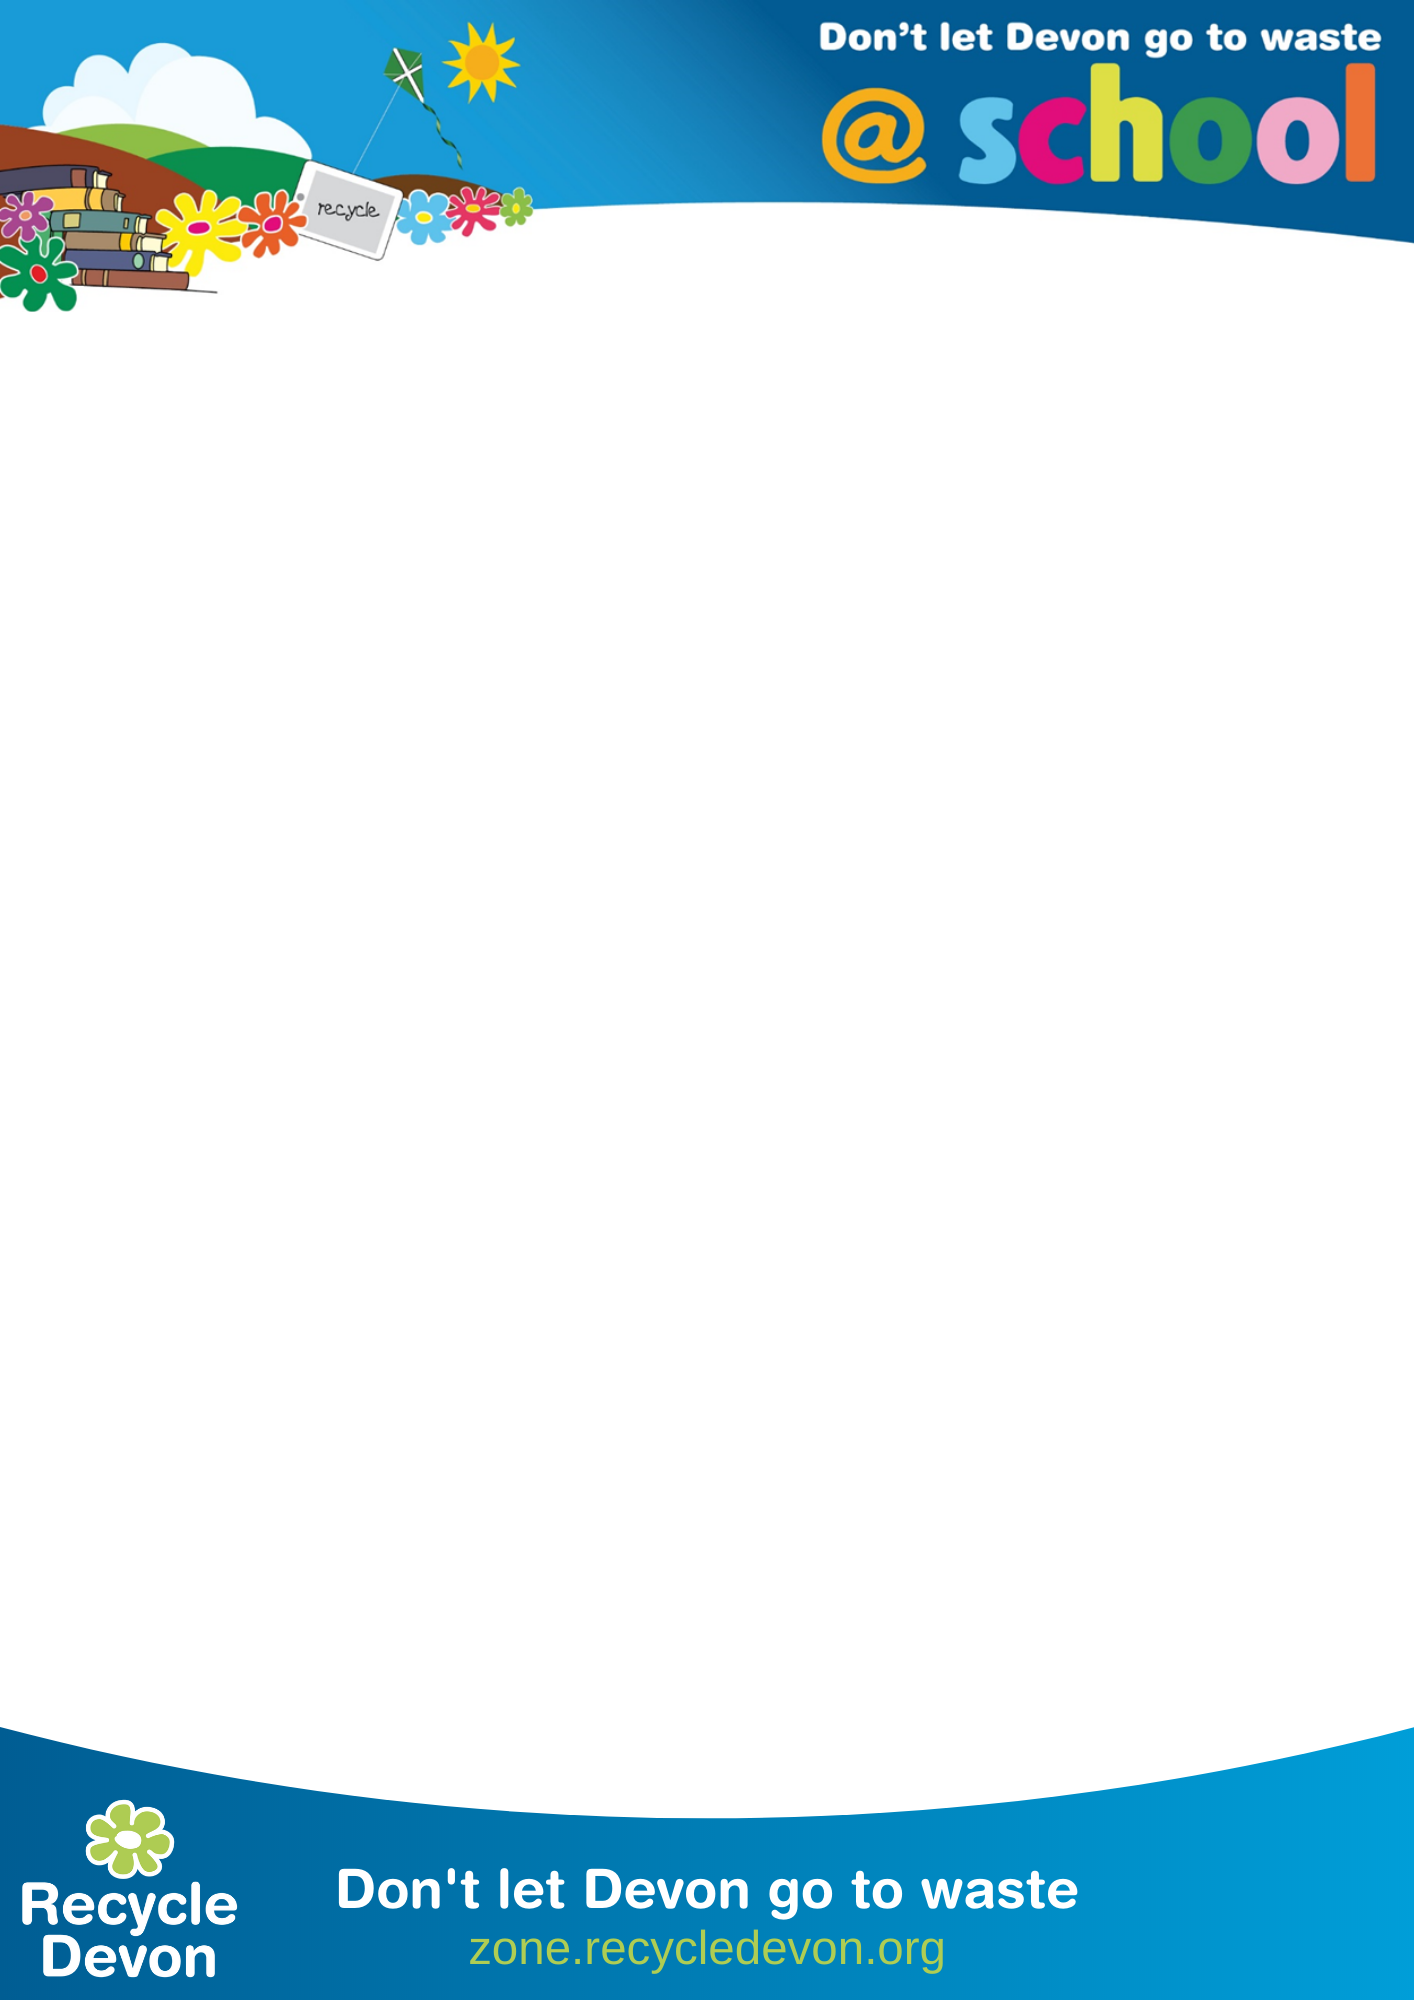 Don’t let Devon go to waste
@ school
recycle
Recycle
Devon
Don't let Devon go to waste
zone.recycledevon.org